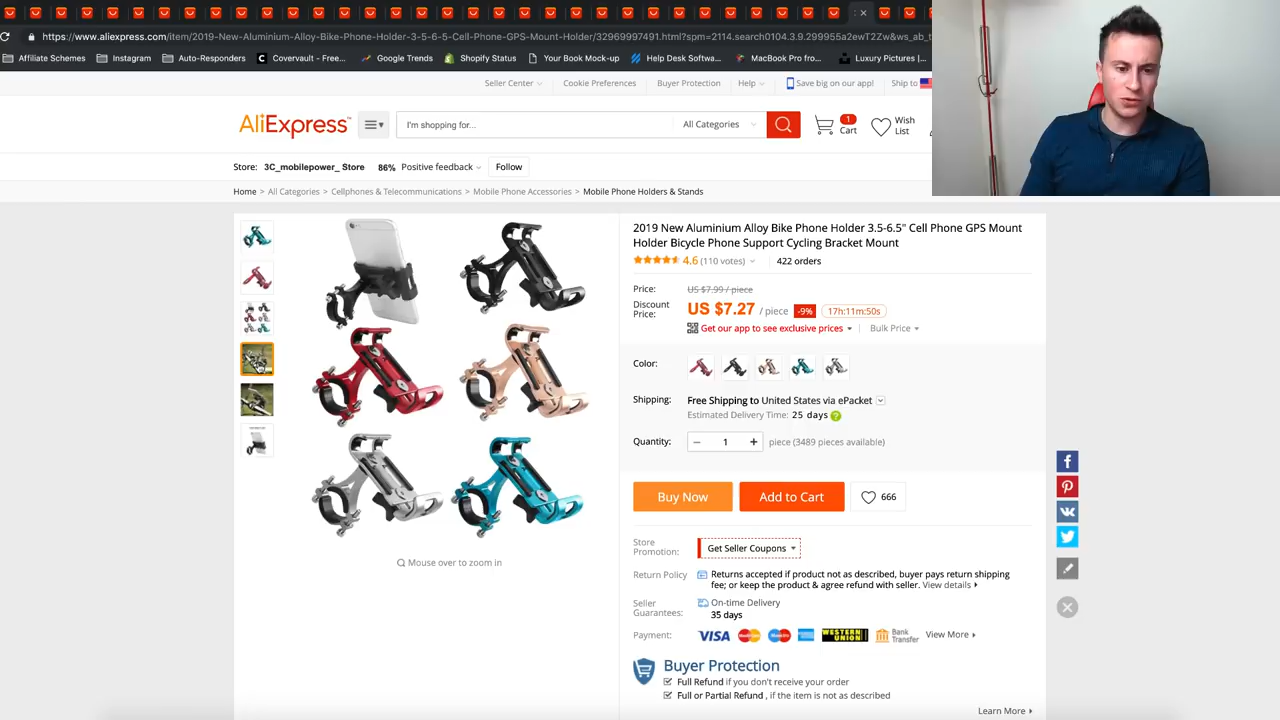 https://www.aliexpress.com/item/2019-New-Aluminium-Alloy-Bike-Phone-Holder-3-5-6-5-Cell-Phone-GPS-Mount-Holder/32969997491.html?spm=2114.search0104.3.9.299955a2ewT2Zw&ws_ab_t
Affiliate Schemes
Instagram
Auto-Responders
Covervault - Free...
Google Trends
Shopify Status
Your Book Mock-up
Help Desk Softwa...
MacBook Pro fro...
Luxury Pictures |...
Seller Center
Cookie Preferences
Buyer Protection
Help
Save big on our app!
Ship to
AliExpress
I'm shopping for...
All Categories
1
Cart
Wish
List
Store: 3C_mobilepower_ Store 86% Positive feedback Follow
Home > All Categories > Cellphones & Telecommunications > Mobile Phone Accessories > Mobile Phone Holders & Stands
2019 New Aluminium Alloy Bike Phone Holder 3.5-6.5" Cell Phone GPS Mount
Holder Bicycle Phone Support Cycling Bracket Mount
4.6 (110 votes) 422 orders
Price: US $7.99 / piece
Discount
Price: US $7.27 / piece -9% 17h:11m:50s
Get our app to see exclusive prices Bulk Price
Color:
Shipping: Free Shipping to United States via ePacket
Estimated Delivery Time: 25 days ?
Quantity: − 1 + piece (3489 pieces available)
Buy Now Add to Cart 666
Mouse over to zoom in
Store
Promotion: Get Seller Coupons
Return Policy Returns accepted if product not as described, buyer pays return shipping
fee; or keep the product & agree refund with seller. View details
Seller
Guarantees: On-time Delivery
35 days
Payment: VISA WESTERN UNION Bank Transfer View More
Buyer Protection
Full Refund if you don't receive your order
Full or Partial Refund , if the item is not as described
Learn More